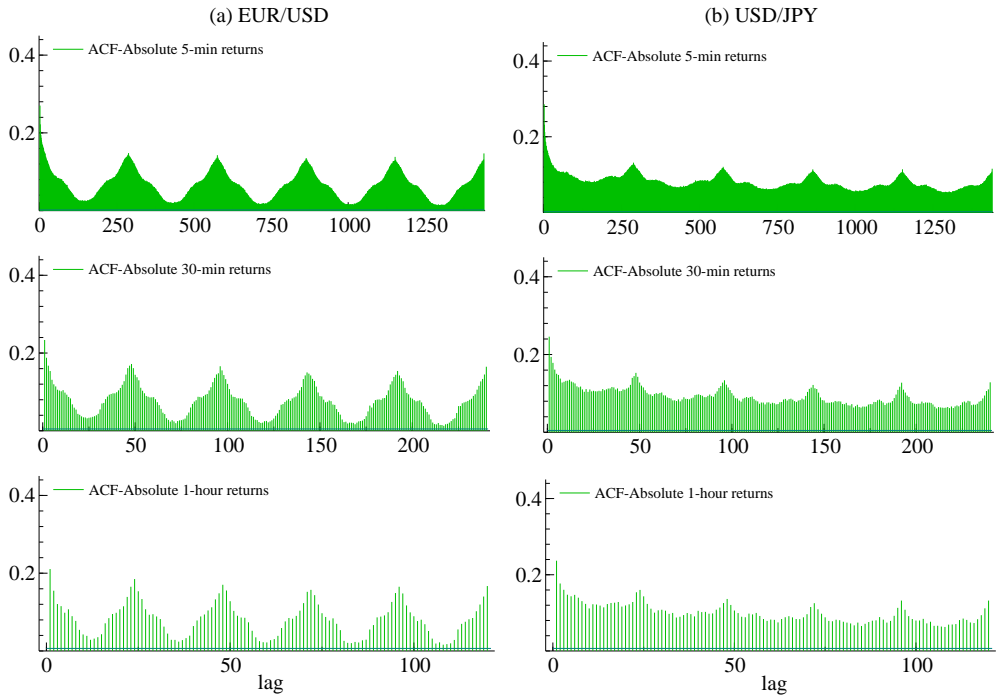 (a) EUR/USD
(b) USD/JPY
ACF-Absolute 5-min returns
0.4
0.2
0 250 500 750 1000 1250
ACF-Absolute 5-min returns
0.4
0.2
0 250 500 750 1000 1250
ACF-Absolute 30-min returns
0.4
0.2
0 50 100 150 200
ACF-Absolute 30-min returns
0.4
0.2
0 50 100 150 200
ACF-Absolute 1-hour returns
0.4
0.2
0 50 100
lag
ACF-Absolute 1-hour returns
0.4
0.2
0 50 100
lag